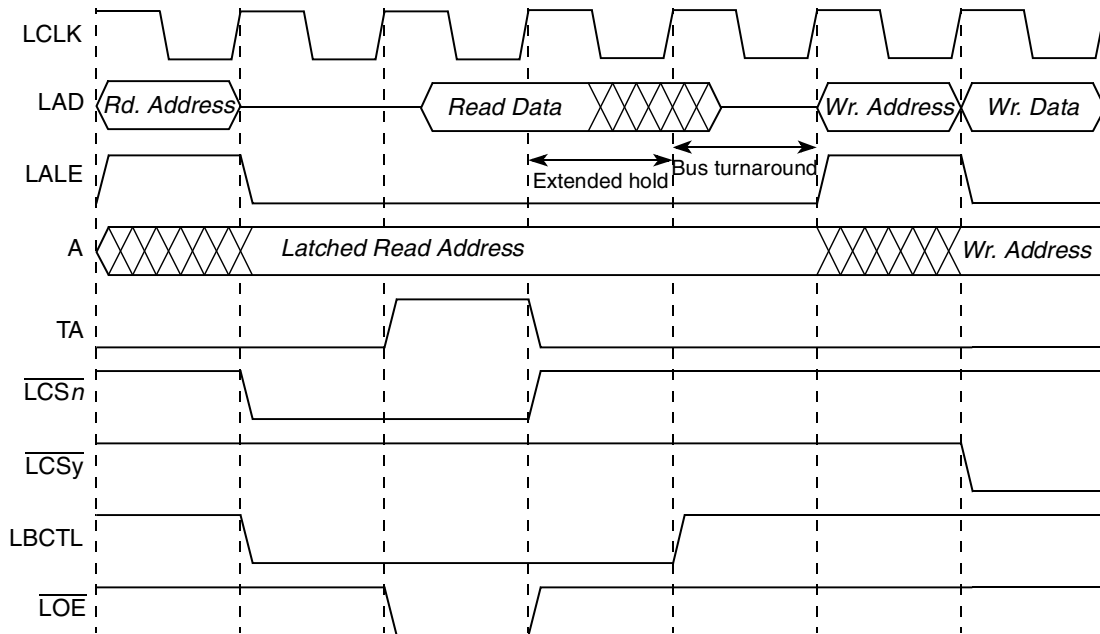 LCLK
LAD Rd. Address Read Data Wr. Address Wr. Data
LALE Extended hold Bus turnaround
A Latched Read Address Wr. Address
TA
LCSn
LCSy
LBCTL
LOE